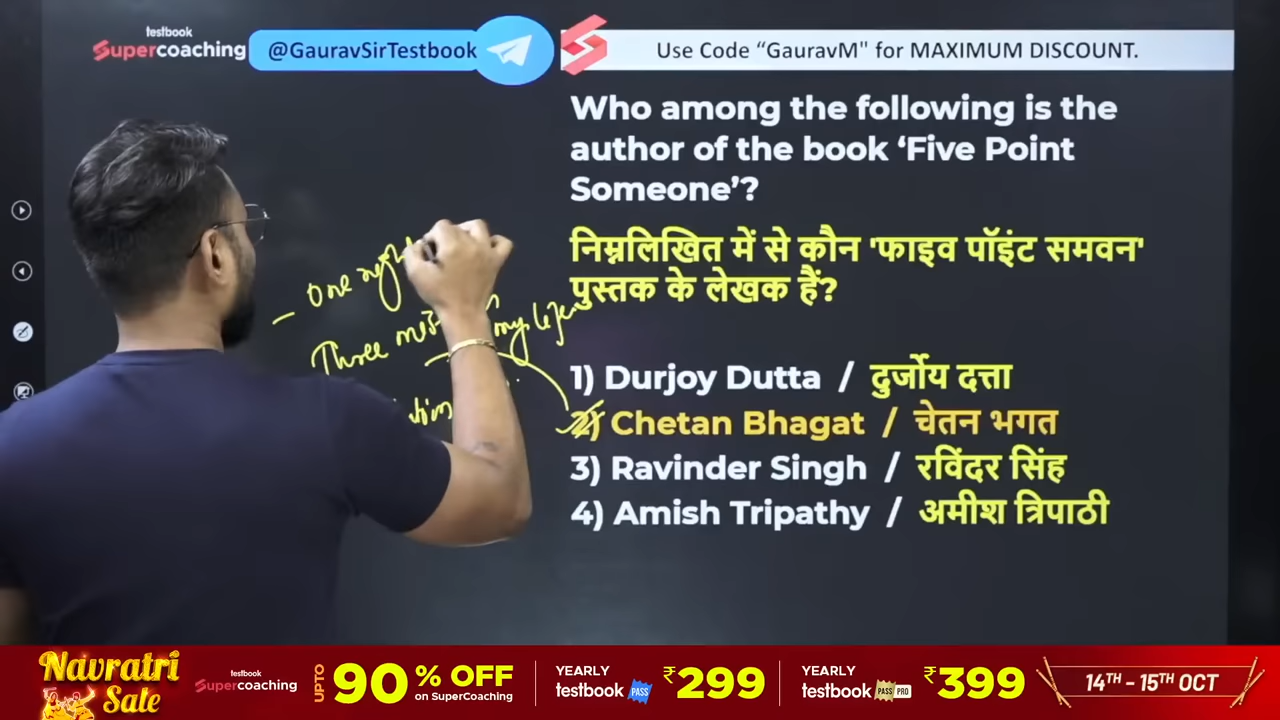 testbook
Supercoaching
@GauravSirTestbook
Use Code “GauravM" for MAXIMUM DISCOUNT.
Who among the following is the
author of the book ‘Five Point
Someone’?
निम्नलिखित में से कौन 'फाइव पॉइंट समवन'
पुस्तक के लेखक हैं?
1) Durjoy Dutta / दुर्जोय दत्ता
2) Chetan Bhagat / चेतन भगत
3) Ravinder Singh / रविंदर सिंह
4) Amish Tripathy / अमीश त्रिपाठी
one
Three my life
Navratri
Sale
testbook
Supercoaching
UPTO 90% OFF
on SuperCoaching
YEARLY
testbook PASS
₹299
YEARLY
testbook PASS PRO
₹399
14TH - 15TH OCT